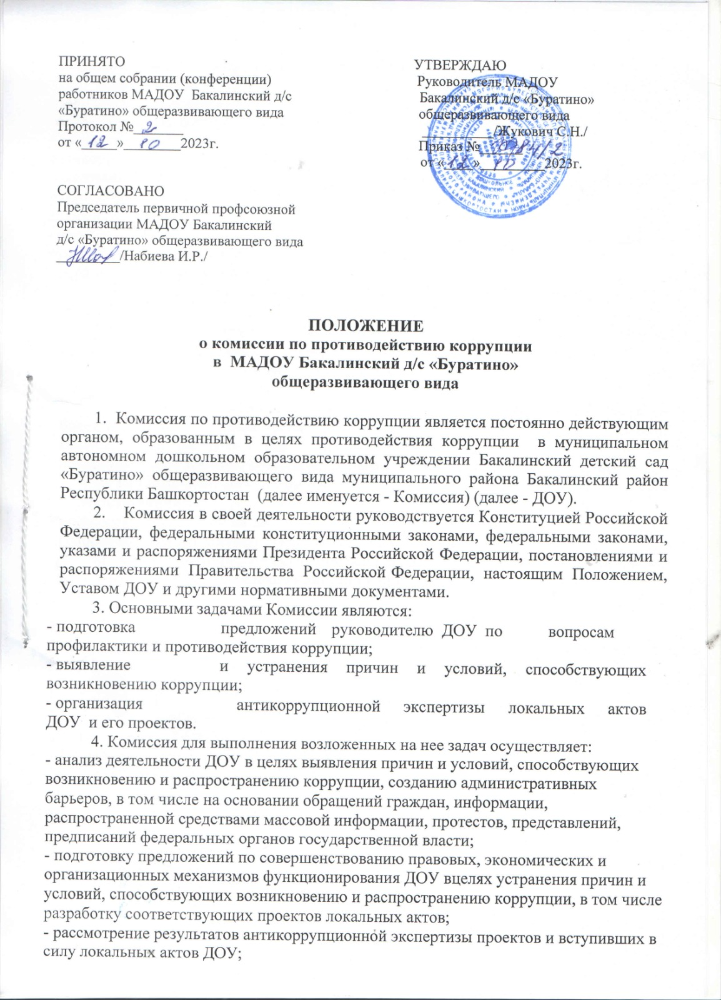 ПРИНЯТО
на общем собрании (конференции)
работников МАДОУ Бакалинский д/с
«Буратино» общеразвивающего вида
Протокол № 2
от «12» 10 2023г.
УТВЕРЖДАЮ
Руководитель МАДОУ
Бакалинский д/с «Буратино»
общеразвивающего вида
/Жукович С.Н./
Приказ №
от «12» 10 2023г.
СОГЛАСОВАНО
Председатель первичной профсоюзной
организации МАДОУ Бакалинский
д/с «Буратино» общеразвивающего вида
/Набиева И.Р./
ПОЛОЖЕНИЕ
о комиссии по противодействию коррупции
в МАДОУ Бакалинский д/с «Буратино»
общеразвивающего вида
1. Комиссия по противодействию коррупции является постоянно действующим
органом, образованным в целях противодействия коррупции в муниципальном
автономном дошкольном образовательном учреждении Бакалинский детский сад
«Буратино» общеразвивающего вида муниципального района Бакалинский район
Республики Башкортостан (далее именуется - Комиссия) (далее - ДОУ).
2. Комиссия в своей деятельности руководствуется Конституцией Российской
Федерации, федеральными конституционными законами, федеральными законами,
указами и распоряжениями Президента Российской Федерации, постановлениями и
распоряжениями Правительства Российской Федерации, настоящим Положением,
Уставом ДОУ и другими нормативными документами.
3. Основными задачами Комиссии являются:
- подготовка предложений руководителю ДОУ по вопросам
профилактики и противодействия коррупции;
- выявление и устранения причин и условий, способствующих
возникновению коррупции;
- организация антикоррупционной экспертизы локальных актов
ДОУ и его проектов.
4. Комиссия для выполнения возложенных на нее задач осуществляет:
- анализ деятельности ДОУ в целях выявления причин и условий, способствующих
возникновению и распространению коррупции, созданию административных
барьеров, в том числе на основании обращений граждан, информации,
распространенной средствами массовой информации, протестов, представлений,
предписаний федеральных органов государственной власти;
- подготовку предложений по совершенствованию правовых, экономических и
организационных механизмов функционирования ДОУ вцелях устранения причин и
условий, способствующих возникновению и распространению коррупции, в том числе
разработку соответствующих проектов локальных актов;
- рассмотрение результатов антикоррупционной экспертизы проектов и вступивших в
силу локальных актов ДОУ;